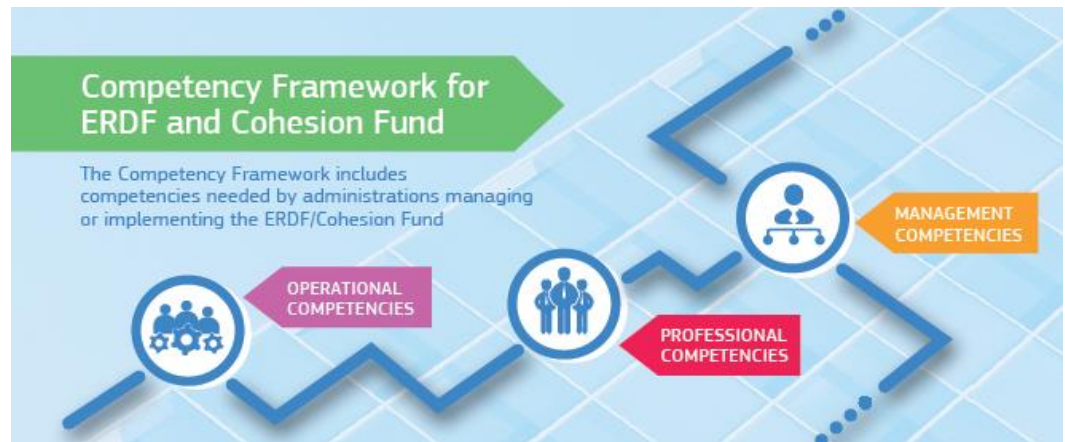 Competency Framework for
ERDF and Cohesion Fund
The Competency Framework includes
competencies needed by administrations managing
or implementing the ERDF/Cohesion Fund
MANAGEMENT
COMPETENCIES
OPERATIONAL
COMPETENCIES
PROFESSIONAL
COMPETENCIES